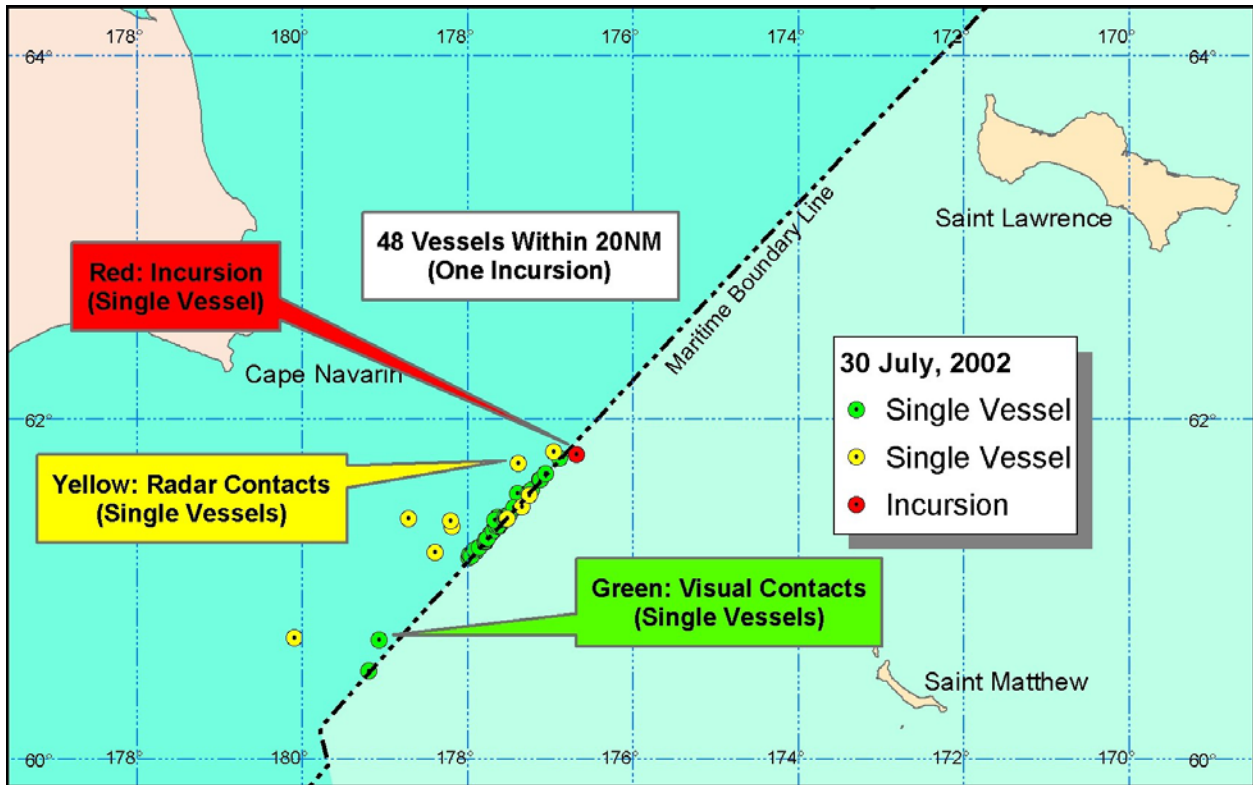 178° 180° 178° 176° 174° 172° 170°
64° 64°
Saint Lawrence
48 Vessels Within 20NM
(One Incursion)
Red: Incursion
(Single Vessel)
Maritime Boundary Line
Cape Navarin
30 July, 2002
Single Vessel
Single Vessel
Incursion
62° 62°
Yellow: Radar Contacts
(Single Vessels)
Green: Visual Contacts
(Single Vessels)
Saint Matthew
60° 60°
178° 180° 178° 176° 174° 172° 170°